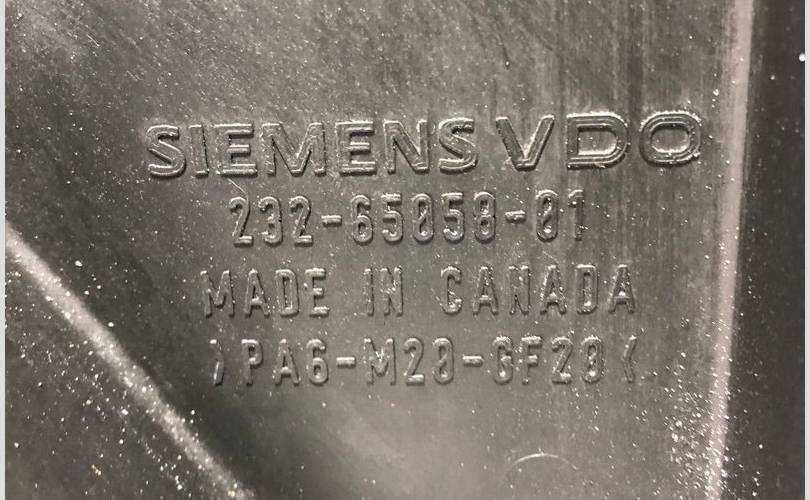 SIEMENS VDO
232-65058-01
MADE IN CANADA
>PA6-M20-GF20<